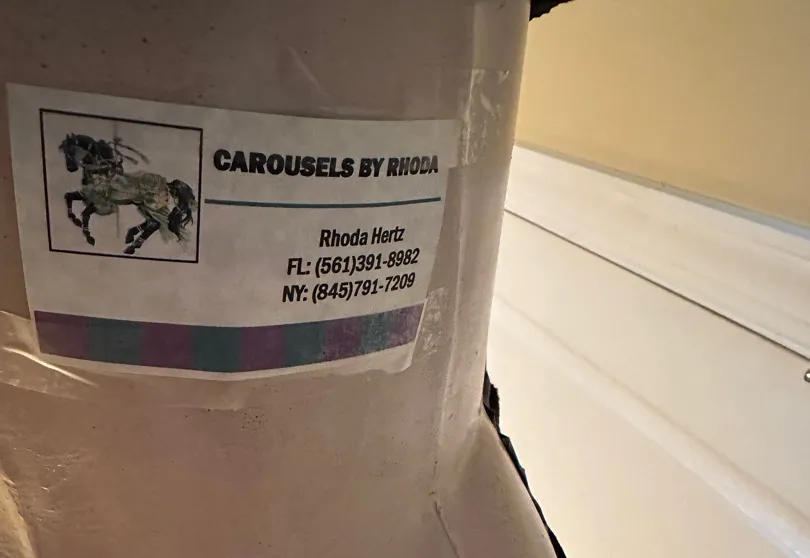 CAROUSELS BY RHODA
Rhoda Hertz
FL: (561)391-8982
NY: (845)791-7209